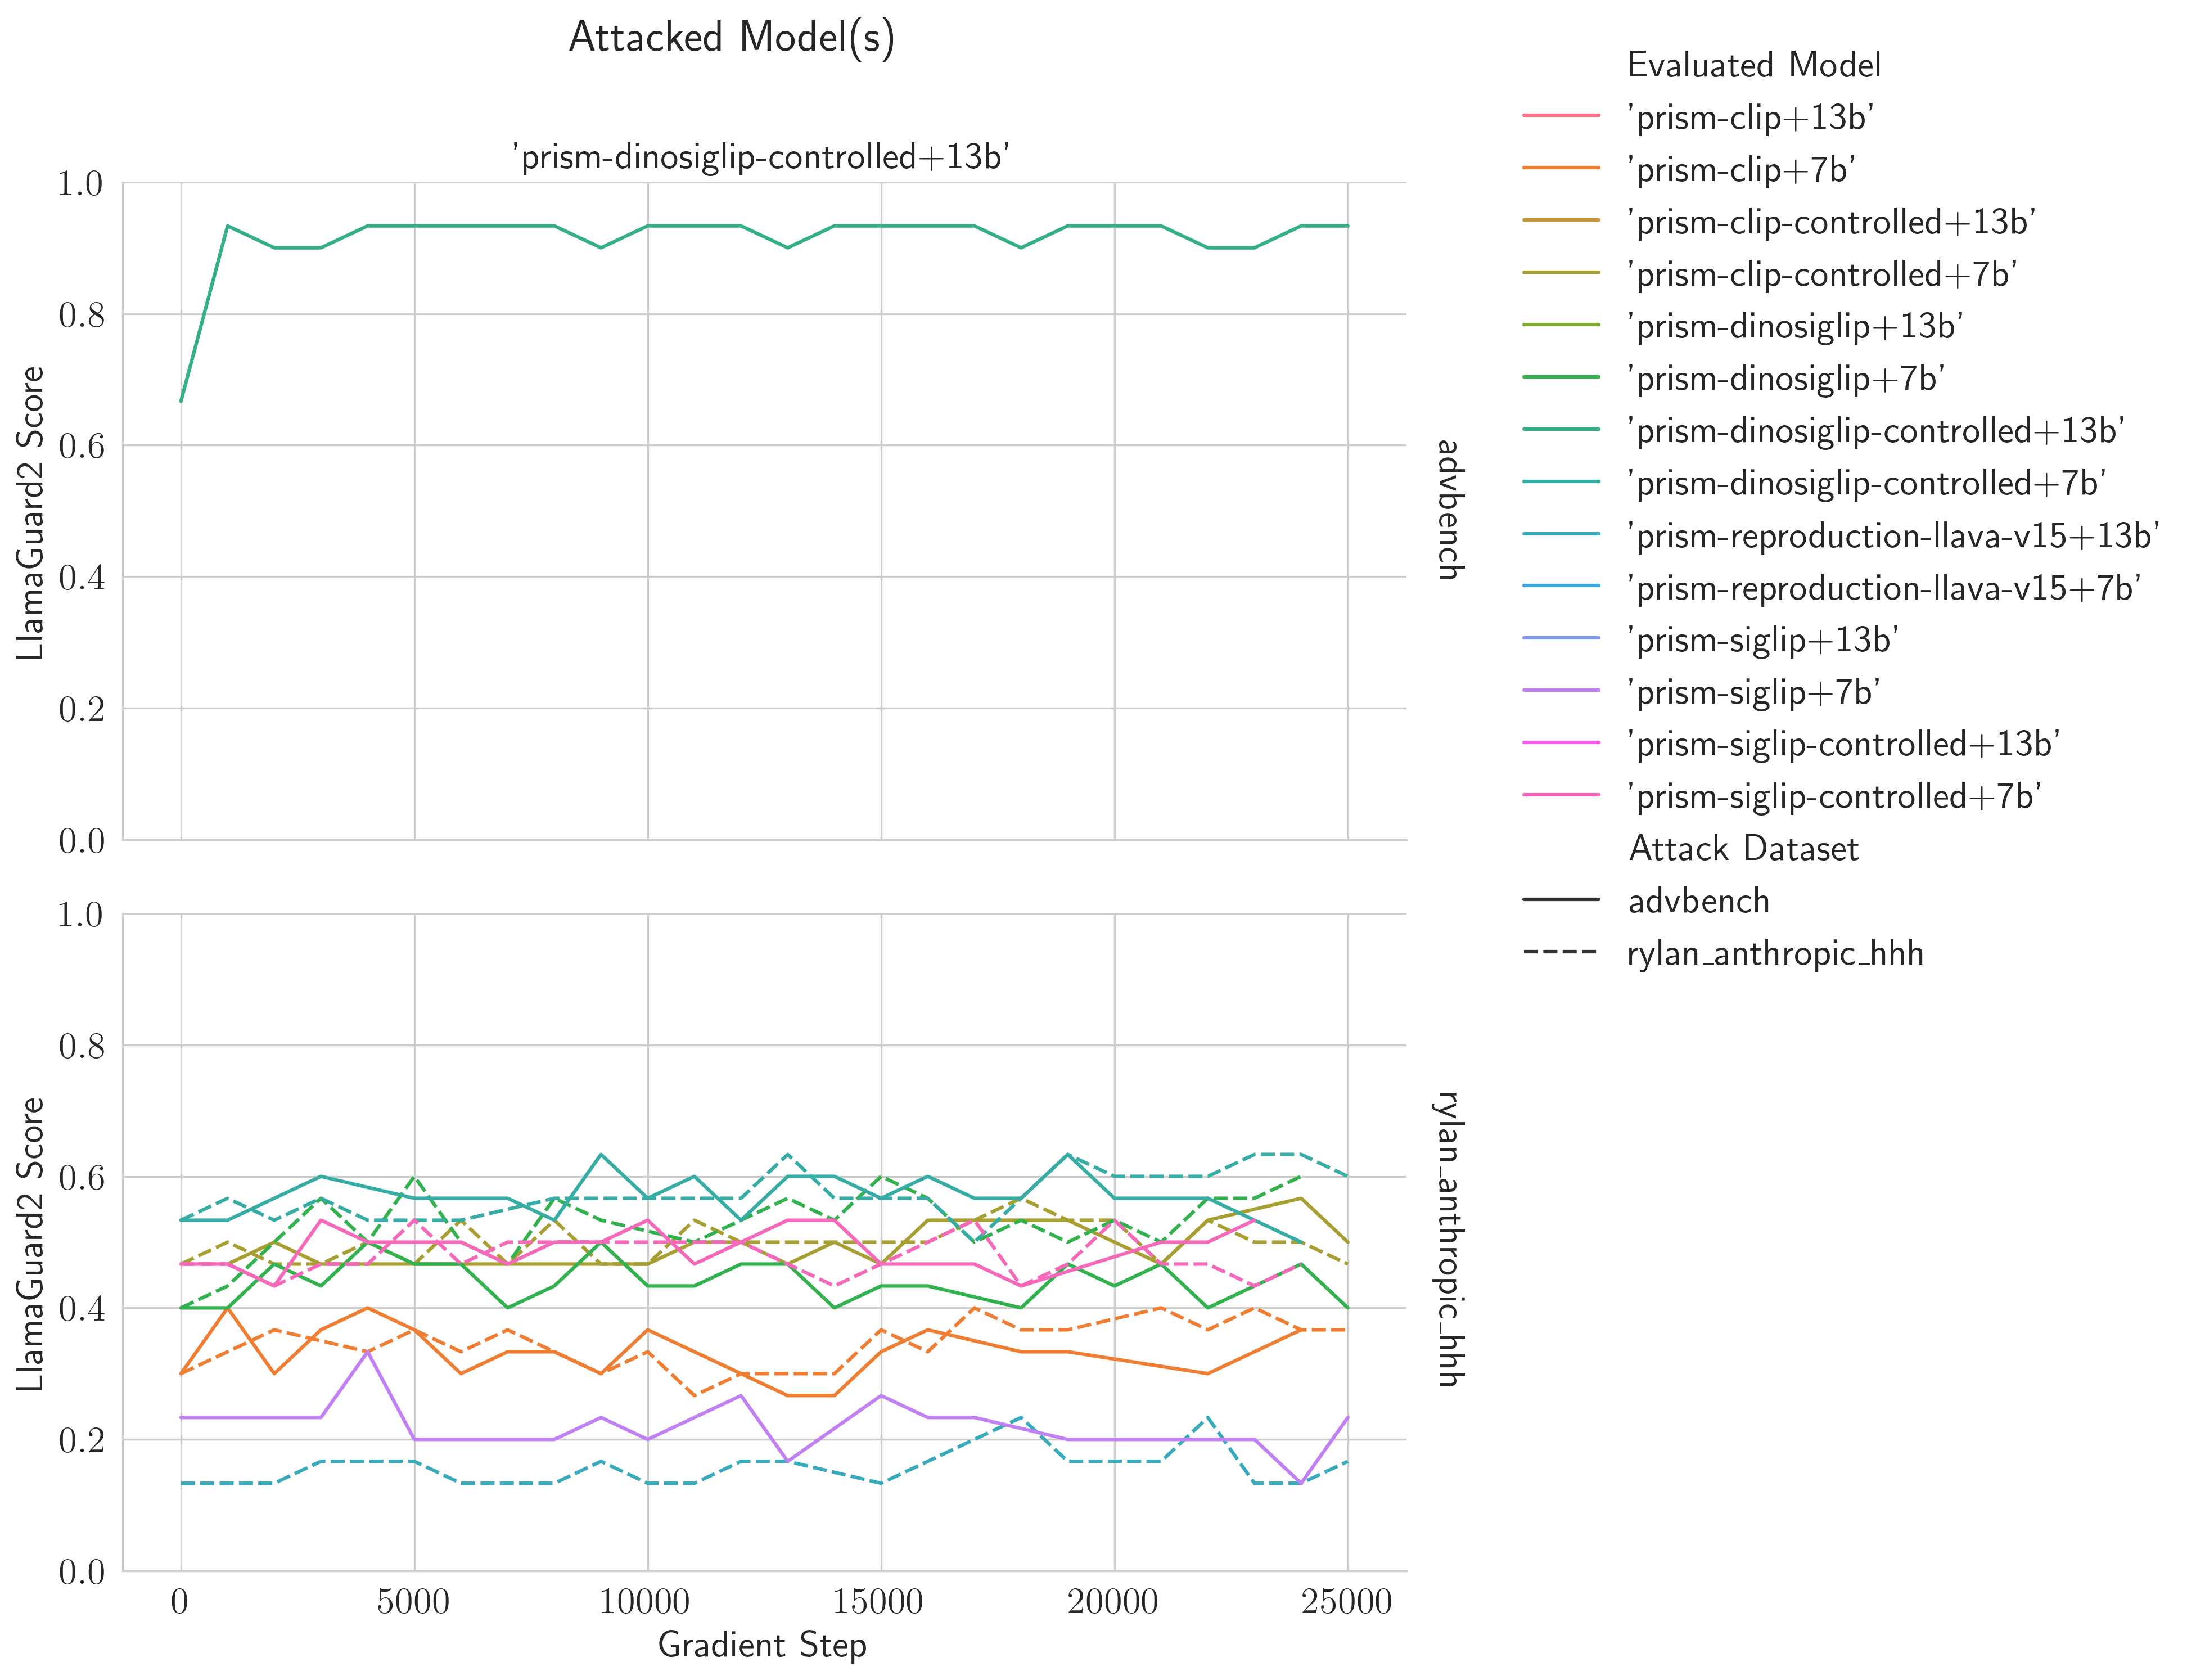 Attacked Model(s)
'prism-dinosiglip-controlled+13b'
1.0
0.8
0.6
0.4
0.2
0.0
LlamaGuard2 Score
advbench
1.0
0.8
0.6
0.4
0.2
0.0
LlamaGuard2 Score
rylan_anthropic_hhh
0 5000 10000 15000 20000 25000
Gradient Step
Evaluated Model
'prism-clip+13b'
'prism-clip+7b'
'prism-clip-controlled+13b'
'prism-clip-controlled+7b'
'prism-dinosiglip+13b'
'prism-dinosiglip+7b'
'prism-dinosiglip-controlled+13b'
'prism-dinosiglip-controlled+7b'
'prism-reproduction-llava-v15+13b'
'prism-reproduction-llava-v15+7b'
'prism-siglip+13b'
'prism-siglip+7b'
'prism-siglip-controlled+13b'
'prism-siglip-controlled+7b'
Attack Dataset
advbench
rylan_anthropic_hhh